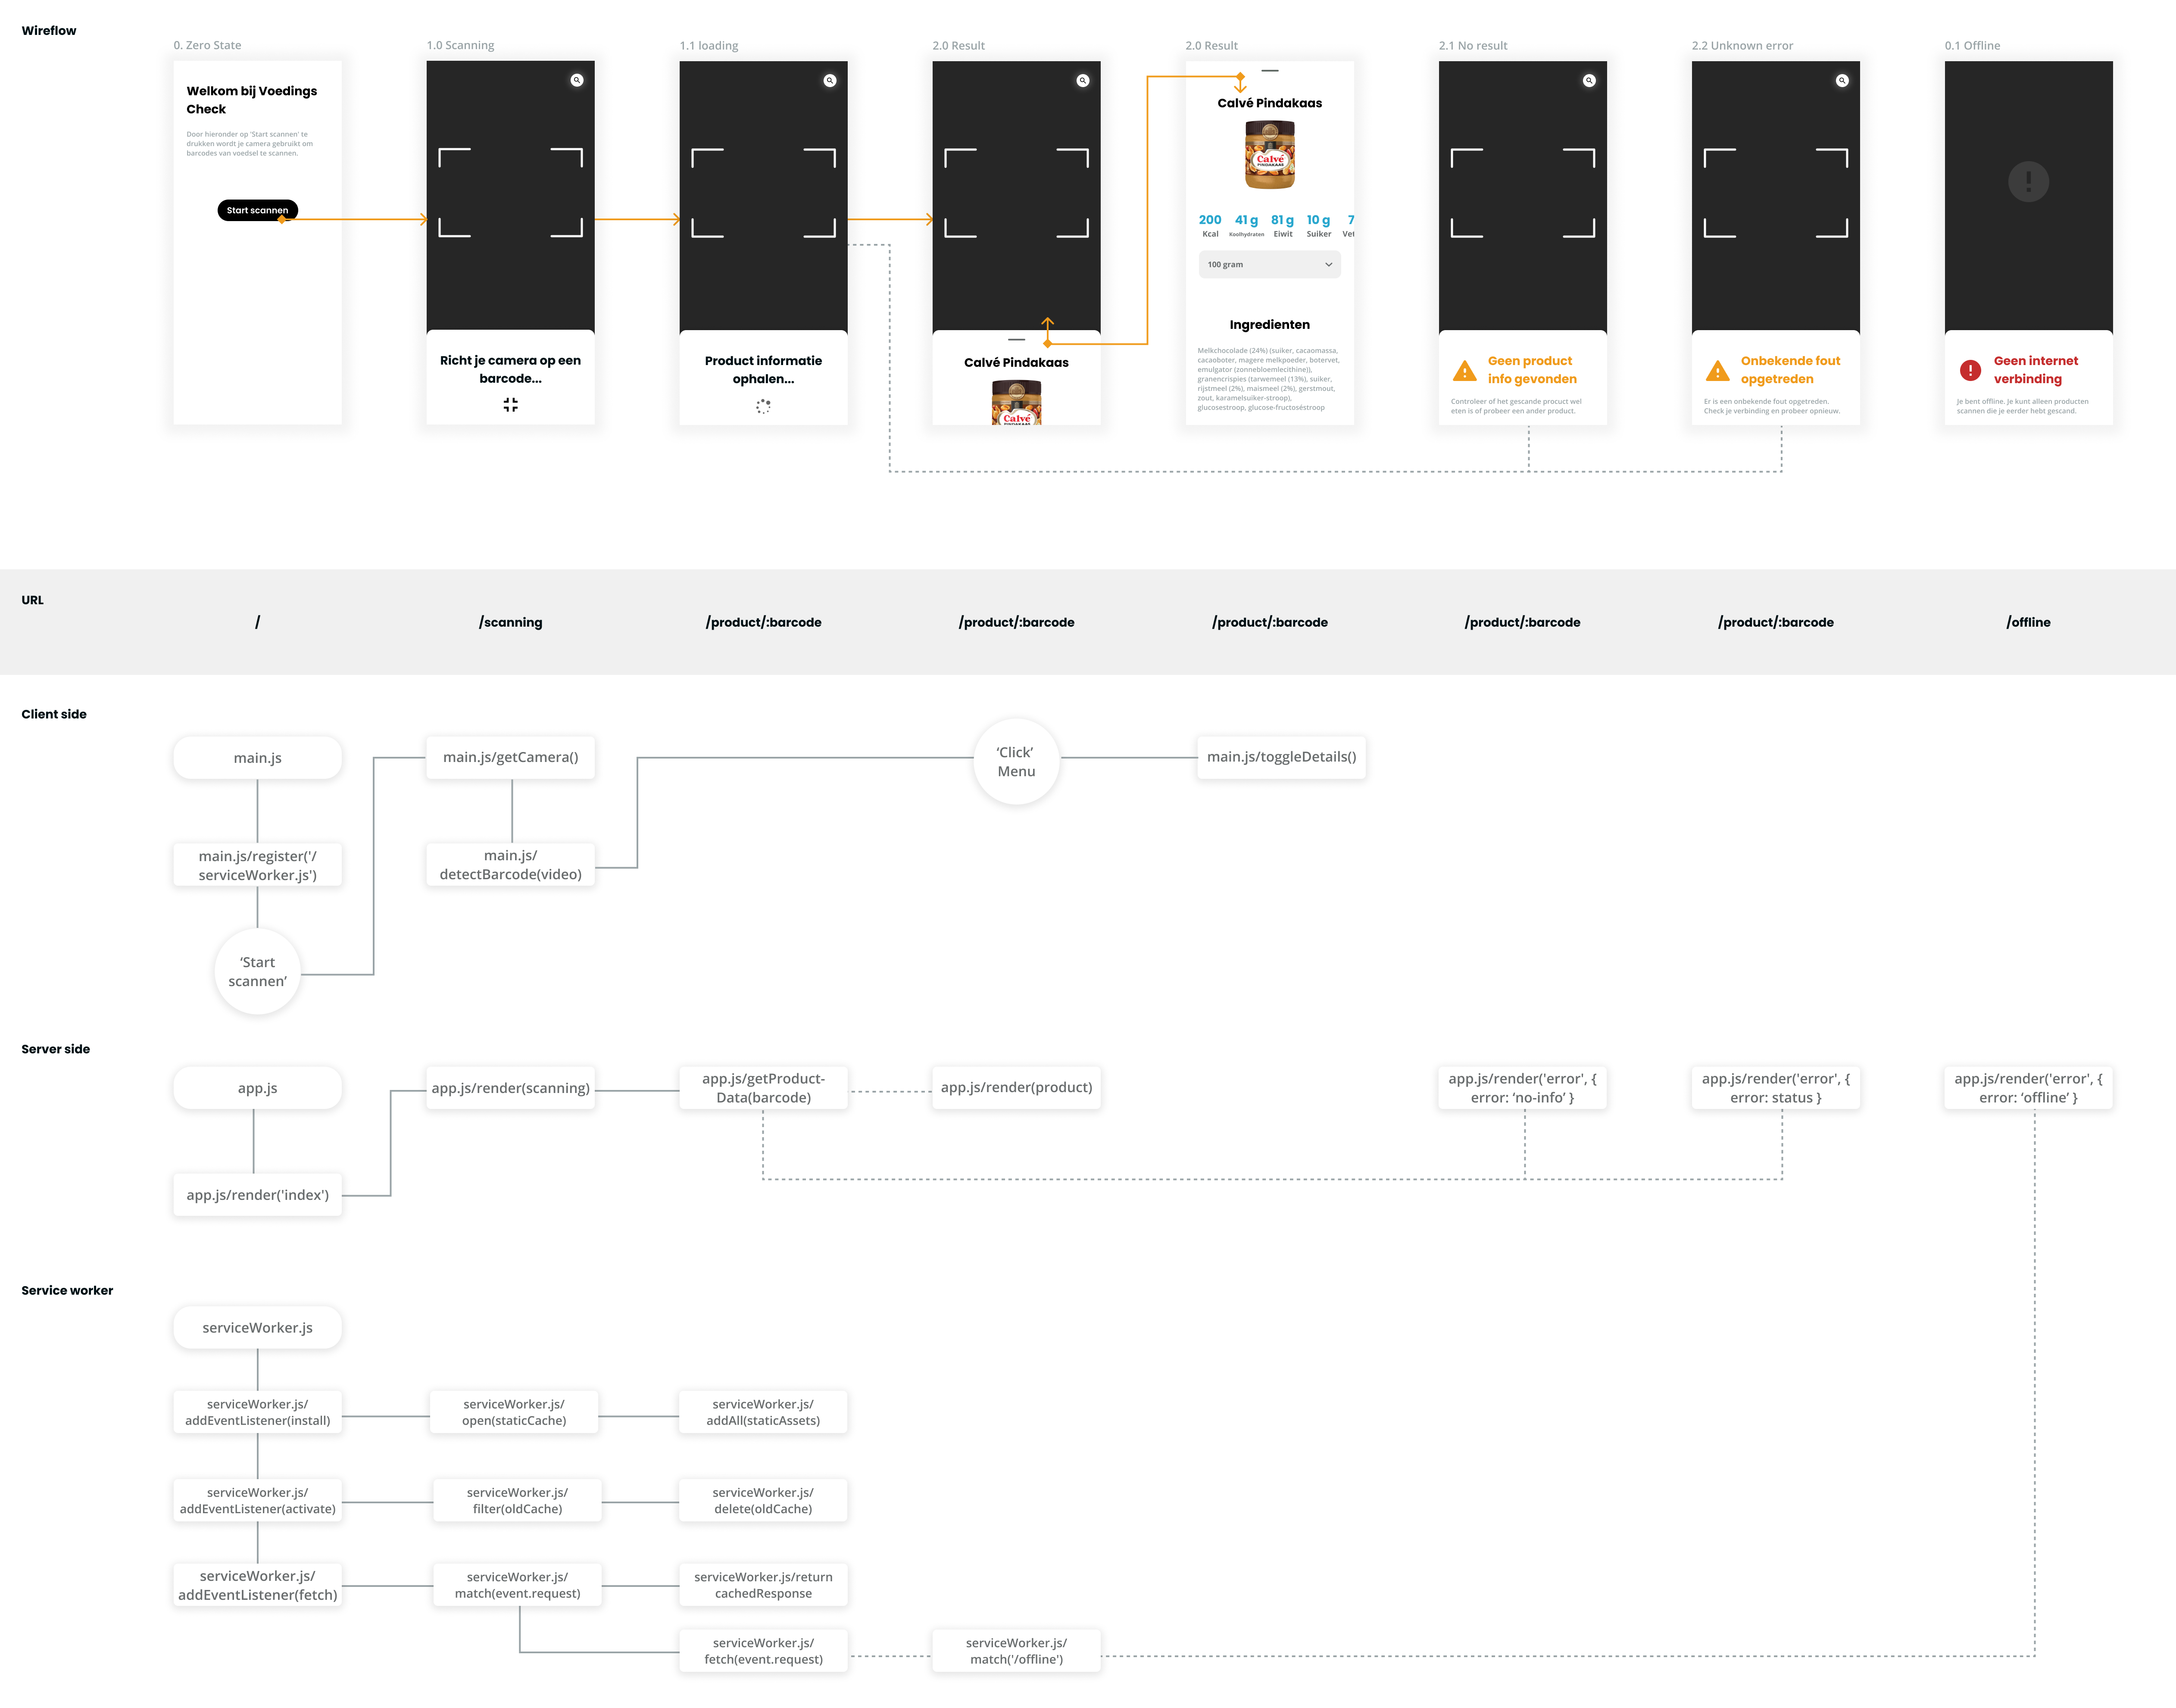 Wireflow
0. Zero State
1.0 Scanning
1.1 loading
2.0 Result
2.0 Result
2.1 No result
2.2 Unknown error
0.1 Offline
Welkom bij Voedings
Check
Door hieronder op 'Start scannen' te
drukken wordt je camera gebruikt om
barcodes van voedsel te scannen.
Start scannen
Richt je camera op een
barcode...
Product informatie
ophalen...
Calvé Pindakaas
Calvé
PINDAKAAS
Calvé Pindakaas
Calvé
PINDAKAAS
200
41 g
81 g
10 g
7
Kcal
Koolhydraten
Eiwit
Suiker
Vet
100 gram
Ingredienten
Melkchocolade (24%) (suiker, cacaomassa,
cacaoboter, magere melkpoeder, botervet,
emulgator (zonnebloemlecithine)),
granencrispies (tarwemeel (13%), suiker,
rijstmeel (2%), maismeel (2%), gerstmout,
zout, karamelsuiker-stroop),
glucosestroop, glucose-fructoséstroop
Geen product
info gevonden
Controleer of het gescande procuct wel
eten is of probeer een ander product.
Onbekende fout
opgetreden
Er is een onbekende fout opgetreden.
Check je verbinding en probeer opnieuw.
Geen internet
verbinding
Je bent offline. Je kunt alleen producten
scannen die je eerder hebt gescand.
URL
/
/scanning
/product/:barcode
/product/:barcode
/product/:barcode
/product/:barcode
/product/:barcode
/offline
Client side
main.js
main.js/getCamera()
‘Click’
Menu
main.js/toggleDetails()
main.js/register('/
serviceWorker.js')
main.js/
detectBarcode(video)
‘Start
scannen’
Server side
app.js
app.js/render(scanning)
app.js/getProduct-
Data(barcode)
app.js/render(product)
app.js/render('error', {
error: ‘no-info’ }
app.js/render('error', {
error: status }
app.js/render('error', {
error: ‘offline’ }
app.js/render('index')
Service worker
serviceWorker.js
serviceWorker.js/
addEventListener(install)
serviceWorker.js/
open(staticCache)
serviceWorker.js/
addAll(staticAssets)
serviceWorker.js/
addEventListener(activate)
serviceWorker.js/
filter(oldCache)
serviceWorker.js/
delete(oldCache)
serviceWorker.js/
addEventListener(fetch)
serviceWorker.js/
match(event.request)
serviceWorker.js/return
cachedResponse
serviceWorker.js/
fetch(event.request)
serviceWorker.js/
match('/offline')